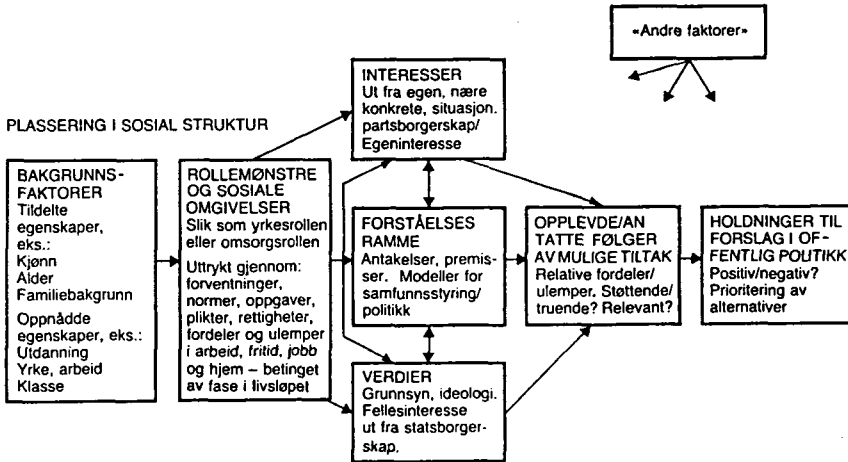 «Andre faktorer»
PLASSERING I SOSIAL STRUKTUR
BAKGRUNNS-
FAKTORER
Tildelte
egenskaper,
eks.:
Kjønn
Alder
Familiebakgrunn
Oppnådde
egenskaper, eks.:
Utdanning
Yrke, arbeid
Klasse
ROLLEMØNSTRE
OG SOSIALE
OMGIVELSER
Slik som yrkesrollen
eller omsorgsrollen
Uttrykt gjennom:
forventninger,
normer, oppgaver,
plikter, rettigheter,
fordeler og ulemper
i arbeid, fritid, jobb
og hjem – betinget
av fase i livsløpet
INTERESSER
Ut fra egen, nære
konkrete, situasjon.
partsborgerskap/
Egeninteresse
FORSTÅELSES
RAMME
Antakelser, premis-
ser. Modeller for
samfunnsstyring/
politikk
VERDIER
Grunnsyn, ideologi.
Fellesinteresse
ut fra statsborger-
skap.
OPPLEVDE/AN
TATTE FØLGER
AV MULIGE TILTAK
Relative fordeler/
ulemper. Støttende/
truende? Relevant?
HOLDNINGER TIL
FORSLAG I OF-
FENTLIG POLITIKK
Positiv/negativ?
Prioritering av
alternativer